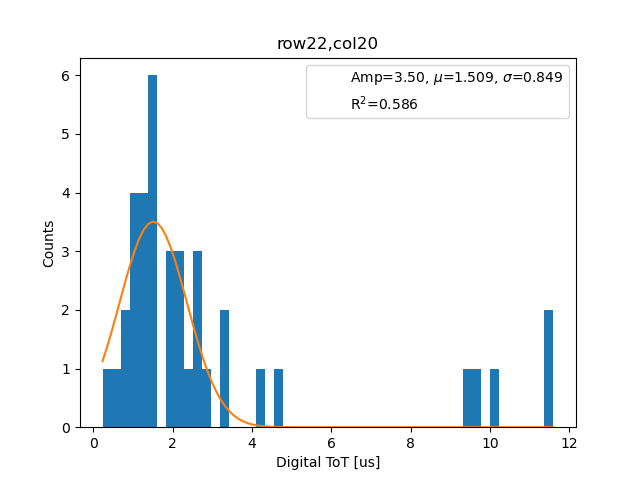 row22,col20
Amp=3.50, μ=1.509, σ=0.849
R²=0.586
Counts
6
5
4
3
2
1
0
0 2 4 6 8 10 12
Digital ToT [us]